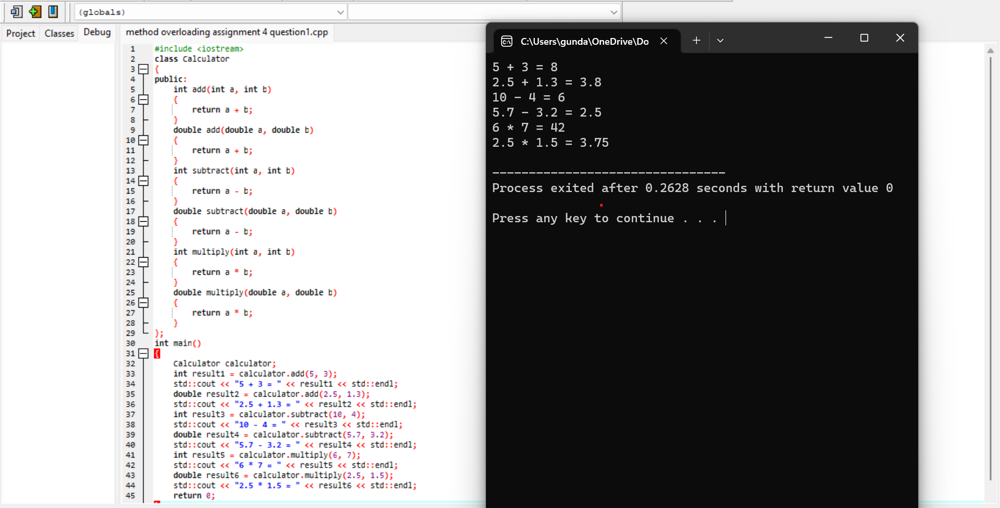 (globals)
Project Classes Debug
method overloading assignment 4 question1.cpp
1 #include <iostream>
2 class Calculator
3 {
4 public:
5 int add(int a, int b)
6 {
7 return a + b;
8 }
9 double add(double a, double b)
10 {
11 return a + b;
12 }
13 int subtract(int a, int b)
14 {
15 return a - b;
16 }
17 double subtract(double a, double b)
18 {
19 return a - b;
20 }
21 int multiply(int a, int b)
22 {
23 return a * b;
24 }
25 double multiply(double a, double b)
26 {
27 return a * b;
28 }
29 };
30 int main()
31 {
32 Calculator calculator;
33 int result1 = calculator.add(5, 3);
34 std::cout << "5 + 3 = " << result1 << std::endl;
35 double result2 = calculator.add(2.5, 1.3);
36 std::cout << "2.5 + 1.3 = " << result2 << std::endl;
37 int result3 = calculator.subtract(10, 4);
38 std::cout << "10 - 4 = " << result3 << std::endl;
39 double result4 = calculator.subtract(5.7, 3.2);
40 std::cout << "5.7 - 3.2 = " << result4 << std::endl;
41 int result5 = calculator.multiply(6, 7);
42 std::cout << "6 * 7 = " << result5 << std::endl;
43 double result6 = calculator.multiply(2.5, 1.5);
44 std::cout << "2.5 * 1.5 = " << result6 << std::endl;
45 return 0;
C:\Users\gunda\OneDrive\Do
5 + 3 = 8
2.5 + 1.3 = 3.8
10 - 4 = 6
5.7 - 3.2 = 2.5
6 * 7 = 42
2.5 * 1.5 = 3.75
--------------------------------
Process exited after 0.2628 seconds with return value 0
Press any key to continue . . .